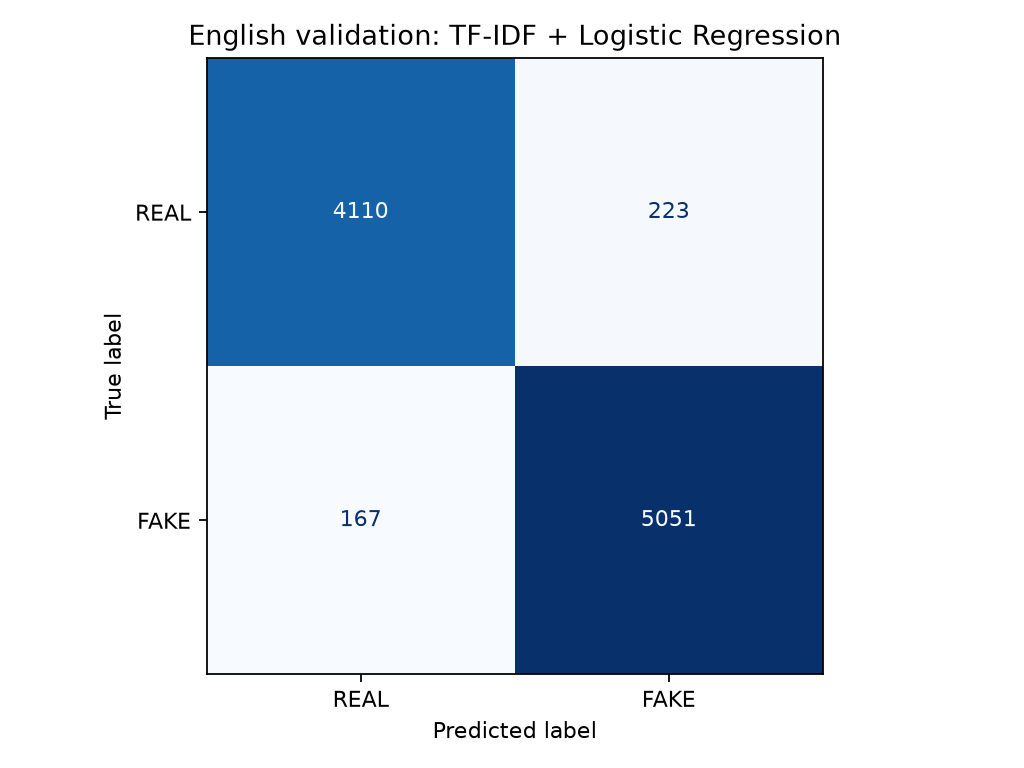 English validation: TF-IDF + Logistic Regression
REAL
4110
223
True label
FAKE
167
5051
REAL
FAKE
Predicted label